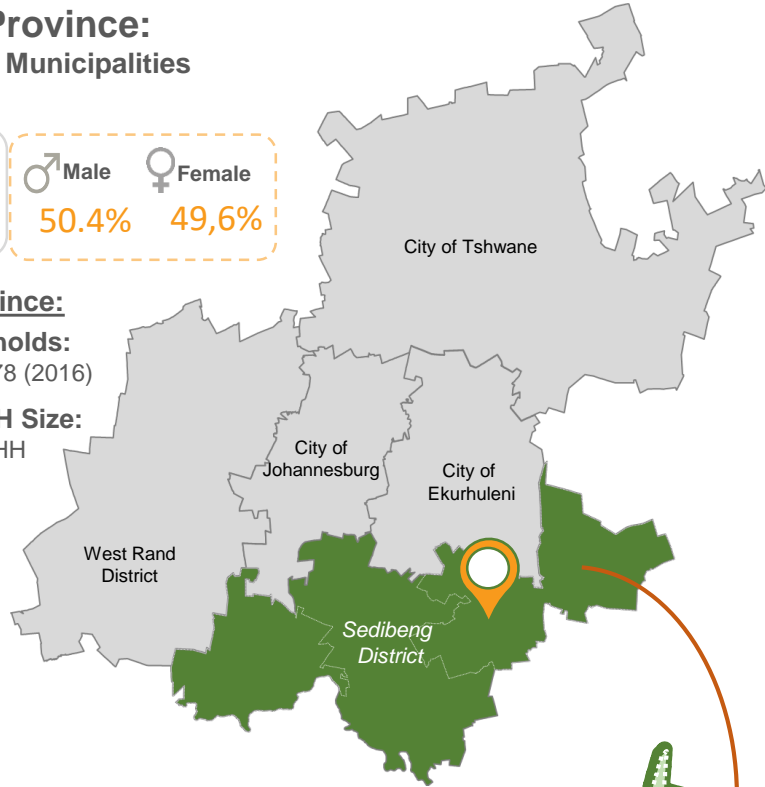 Province:
Municipalities
Male
Female
50.4%
49,6%
City of Tshwane
ince:
holds:
78 (2016)
H Size:
HH
City of
Johannesburg
City of
Ekurhuleni
West Rand
District
Sedibeng
District